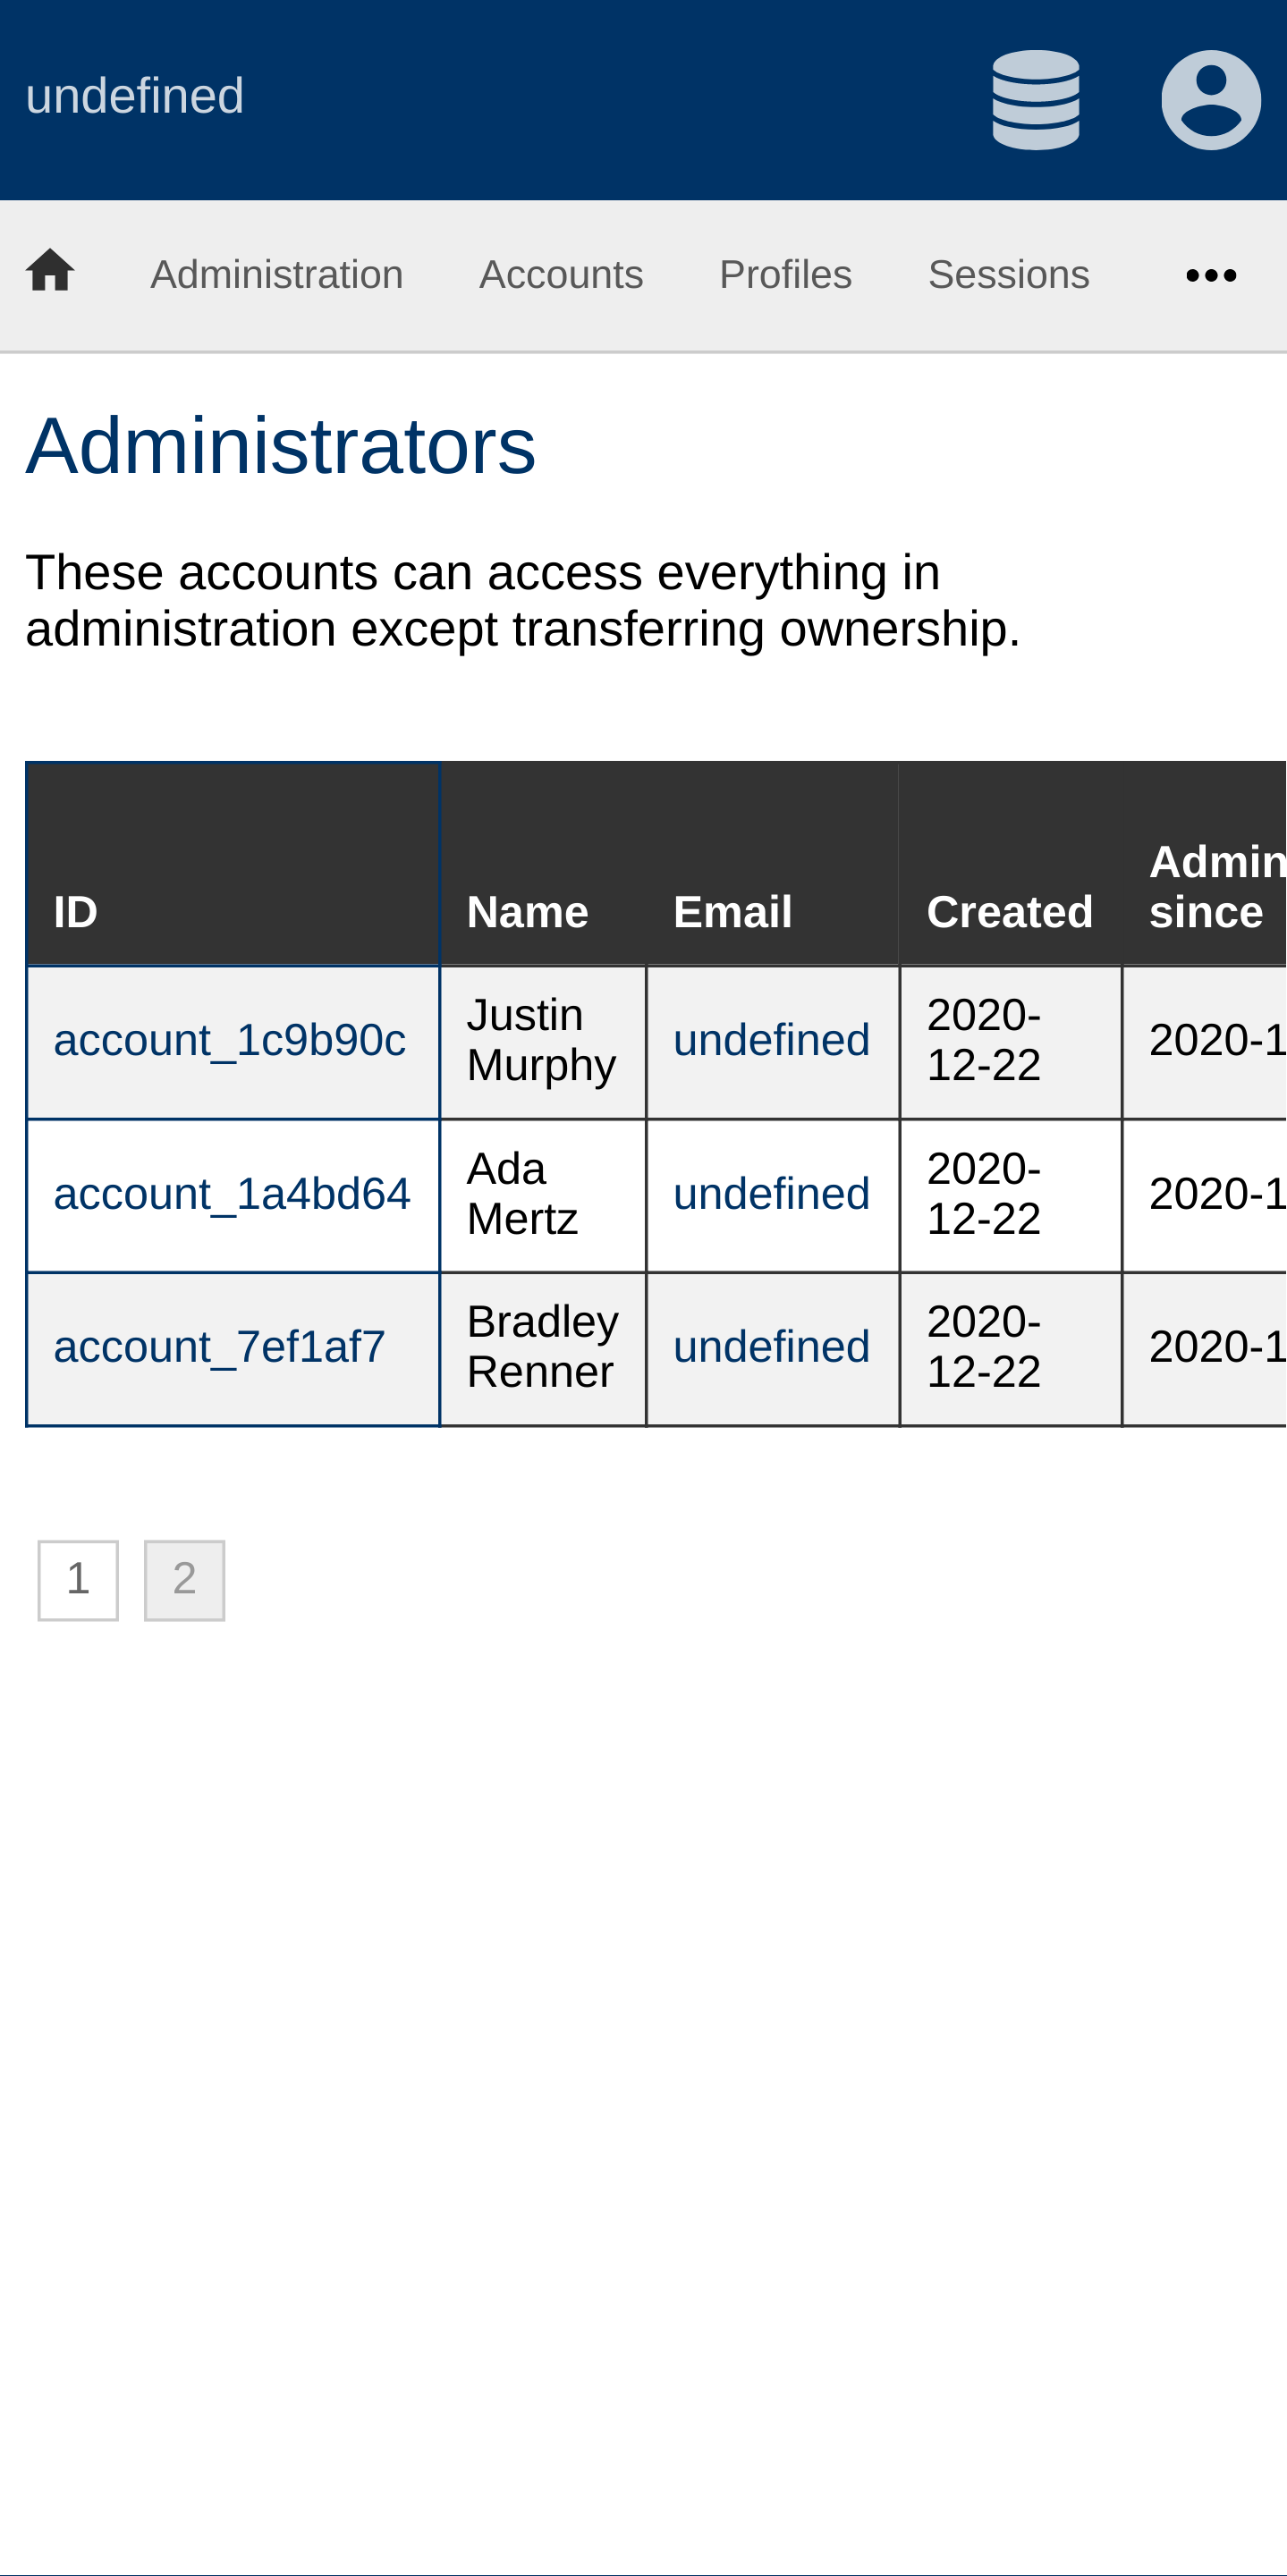 undefined
Administration Accounts Profiles Sessions •••
Administrators
These accounts can access everything in
administration except transferring ownership.
ID Name Email Created Admin since
account_1c9b90c Justin Murphy undefined 2020-12-22 2020-1
account_1a4bd64 Ada Mertz undefined 2020-12-22 2020-1
account_7ef1af7 Bradley Renner undefined 2020-12-22 2020-1
1 2